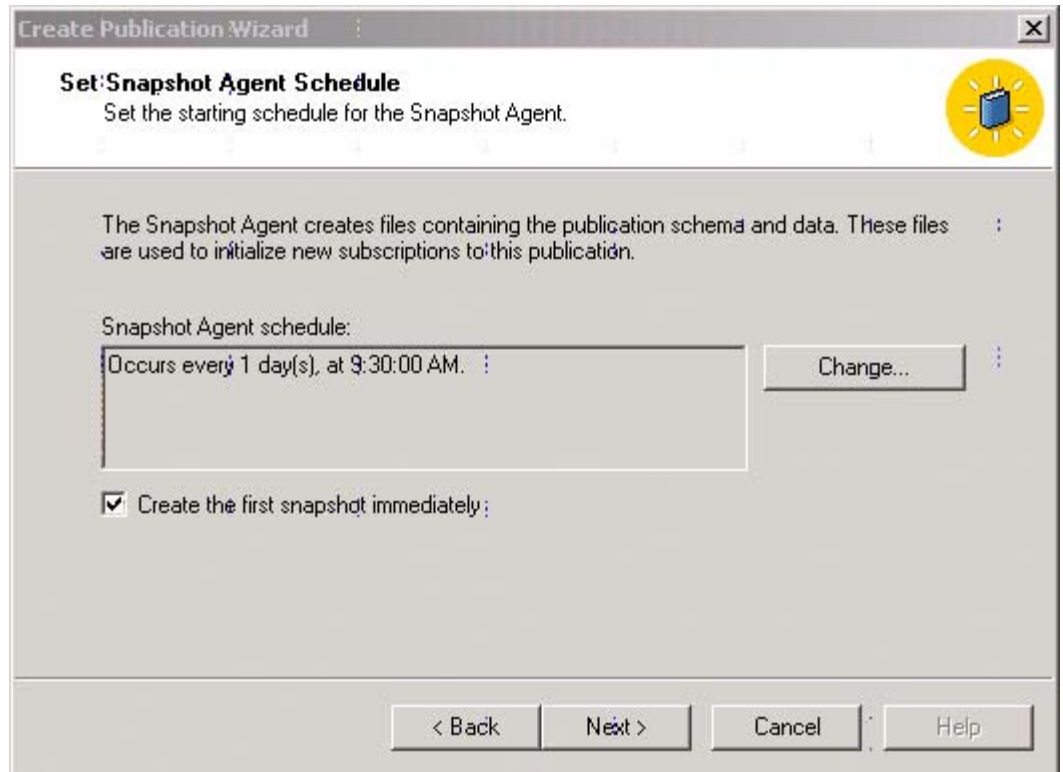 Create Publication Wizard
Set Snapshot Agent Schedule
Set the starting schedule for the Snapshot Agent.
The Snapshot Agent creates files containing the publication schema and data. These files
are used to initialize new subscriptions to this publication.
Snapshot Agent schedule:
Occurs every 1 day(s), at 9:30:00 AM.
Change...
Create the first snapshot immediately
< Back
Next >
Cancel
Help